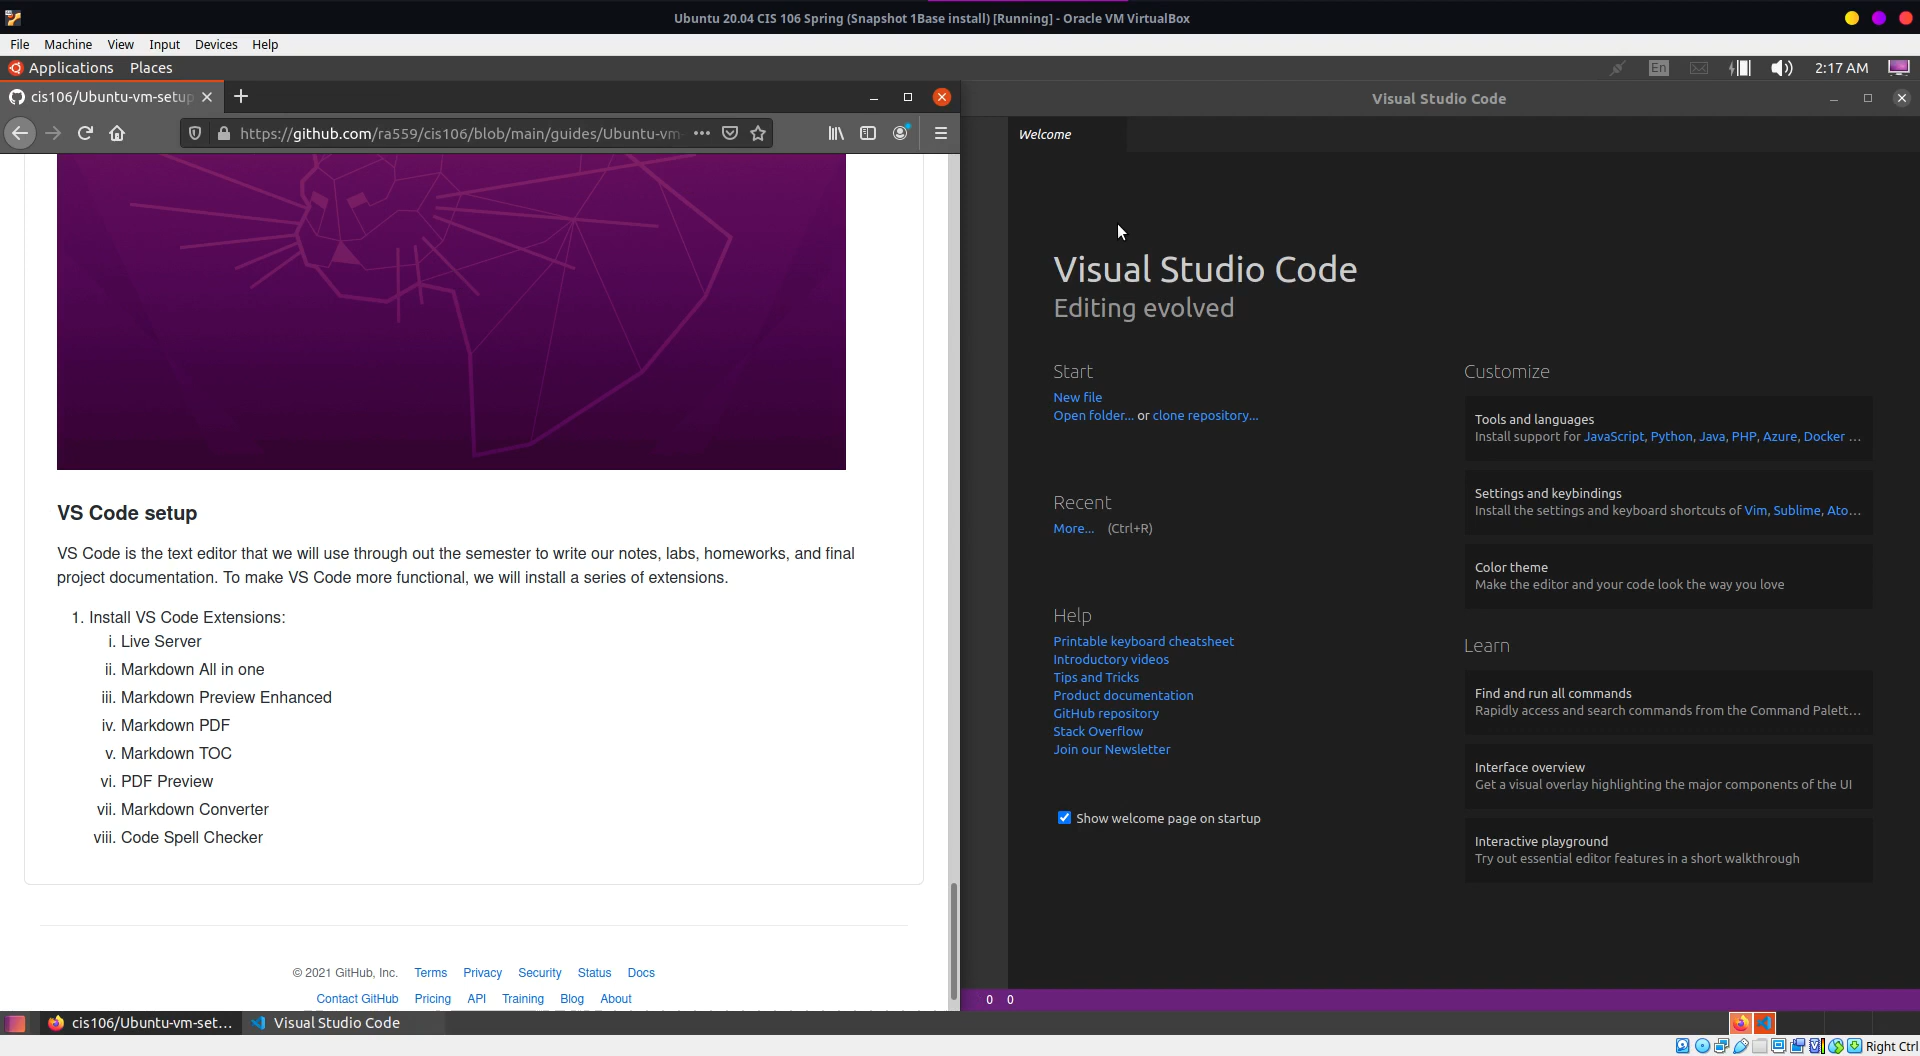 Ubuntu 20.04 CIS 106 Spring (Snapshot 1Base install) [Running] - Oracle VM VirtualBox
File Machine View Input Devices Help
Applications Places
En
2:17 AM
cis106/Ubuntu-vm-setup
https://github.com/ra559/cis106/blob/main/guides/Ubuntu-vm-
VS Code setup
VS Code is the text editor that we will use through out the semester to write our notes, labs, homeworks, and final
project documentation. To make VS Code more functional, we will install a series of extensions.
1. Install VS Code Extensions:
i. Live Server
ii. Markdown All in one
iii. Markdown Preview Enhanced
iv. Markdown PDF
v. Markdown TOC
vi. PDF Preview
vii. Markdown Converter
viii. Code Spell Checker
© 2021 GitHub, Inc. Terms Privacy Security Status Docs
Contact GitHub Pricing API Training Blog About
Visual Studio Code
Welcome
Visual Studio Code
Editing evolved
Start
New file
Open folder... or clone repository...
Recent
More... (Ctrl+R)
Help
Printable keyboard cheatsheet
Introductory videos
Tips and Tricks
Product documentation
GitHub repository
Stack Overflow
Join our Newsletter
Show welcome page on startup
Customize
Tools and languages
Install support for JavaScript, Python, Java, PHP, Azure, Docker ...
Settings and keybindings
Install the settings and keyboard shortcuts of Vim, Sublime, Ato...
Color theme
Make the editor and your code look the way you love
Learn
Find and run all commands
Rapidly access and search commands from the Command Palett...
Interface overview
Get a visual overlay highlighting the major components of the UI
Interactive playground
Try out essential editor features in a short walkthrough
0 0
cis106/Ubuntu-vm-set... Visual Studio Code
Right Ctrl